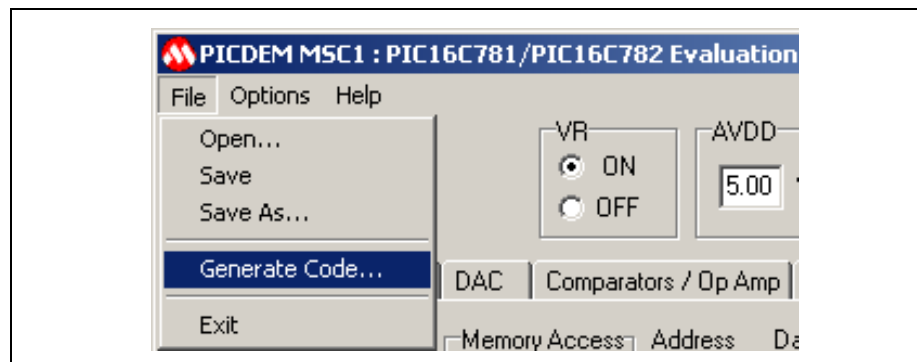 PICDEM MSC1 : PIC16C781/PIC16C782 Evaluation
File Options Help
Open...
Save
Save As...
Generate Code...
Exit
VR
ON
OFF
AVDD
5.00
DAC
Comparators / Op Amp
Memory Access
Address